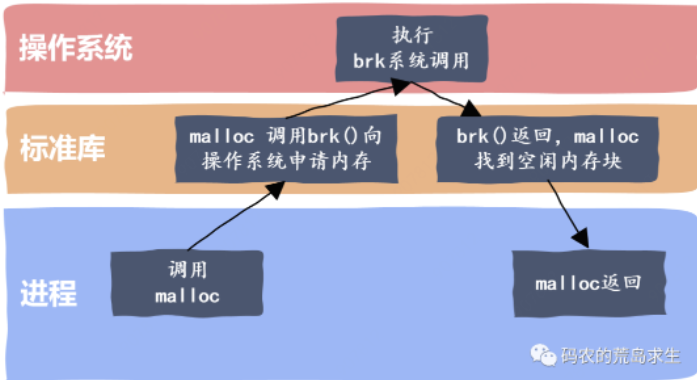 操作系统
执行
brk系统调用
标准库
malloc 调用brk()向
操作系统申请内存
brk()返回，malloc
找到空闲内存块
进程
调用
malloc
malloc返回
码农的荒岛求生